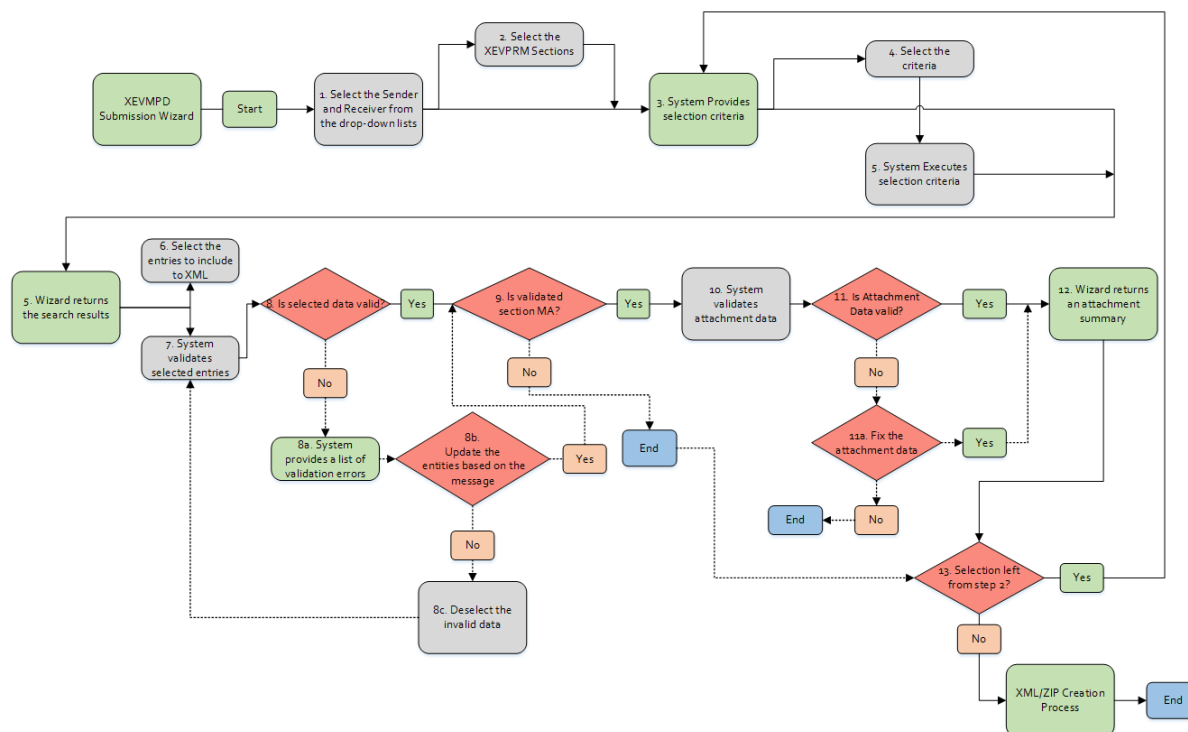 XEVMPD
Submission Wizard
Start
1. Select the Sender
and Receiver from
the drop-down lists
2. Select the
XEVPRM Sections
3. System Provides
selection criteria
4. Select the
criteria
5. System Executes
selection criteria
5. Wizard returns
the search results
6. Select the
entries to include
to XML
7. System
validates
selected entries
8. Is selected data valid?
Yes
9. Is validated
section MA?
Yes
10. System
validates
attachment data
11. Is Attachment
Data valid?
Yes
12. Wizard returns
an attachment
summary
No
No
No
8a. System
provides a list of
validation errors
8b.
Update the
entities based on the
message
Yes
End
11a. Fix the
attachment data
Yes
No
End
No
8c. Deselect the
invalid data
13. Selection left
from step 2?
Yes
No
XML/ZIP Creation
Process
End